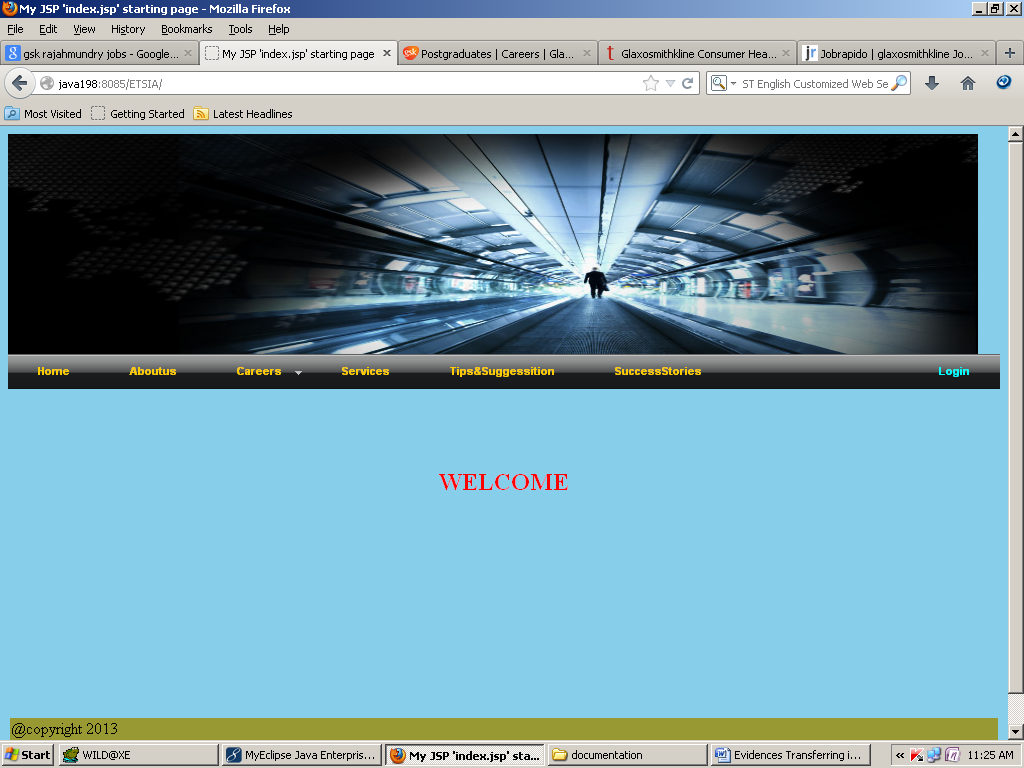 My JSP 'index.jsp' starting page - Mozilla Firefox
File Edit View History Bookmarks Tools Help
gsk rajahmundry jobs - Google... My JSP 'index.jsp' starting page Postgraduates | Careers | Gla... t Glaxosmithkline Consumer Hea... jr Jobrapido | glaxosmithkline Jo...
java198:8085/ETSIA/ ST English Customized Web Se
Most Visited Getting Started Latest Headlines
Home Aboutus Careers Services Tips&Suggessition SuccessStories Login
WELCOME
@copyright 2013
Start WILD@XE MyEclipse Java Enterpris... My JSP 'index.jsp' sta... documentation Evidences Transferring i... « 11:25 AM